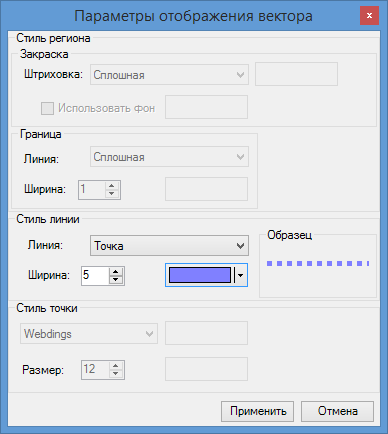 Параметры отображения вектора
x
Стиль региона
Закраска
Штриховка: Сплошная
Использовать фон
Граница
Линия: Сплошная
Ширина: 1
Стиль линии
Линия: Точка
Образец
Ширина: 5
Стиль точки
Webdings
Размер: 12
Применить Отмена